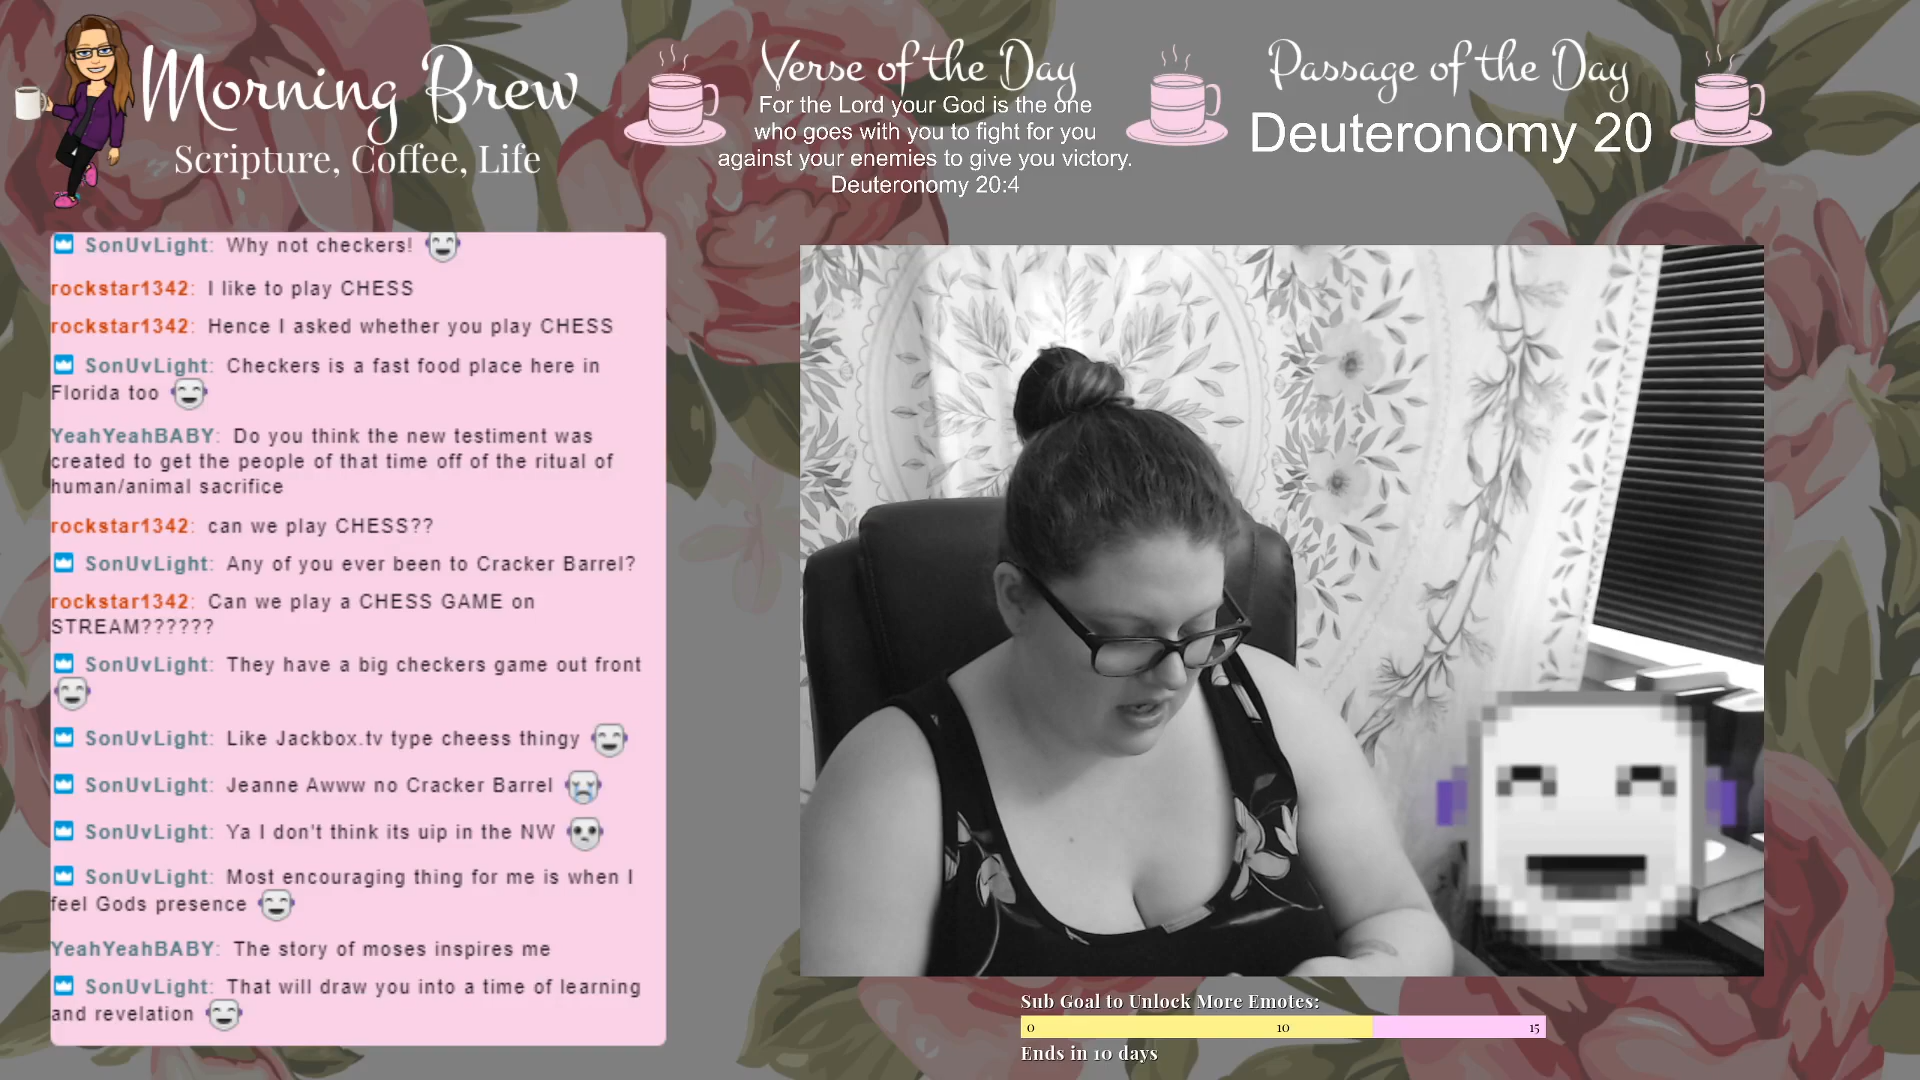 Morning Brew
Scripture, Coffee, Life
Verse of the Day
For the Lord your God is the one
who goes with you to fight for you
against your enemies to give you victory.
Deuteronomy 20:4
Passage of the Day
Deuteronomy 20
SonUvLight: Why not checkers!
rockstar1342: I like to play CHESS
rockstar1342: Hence I asked whether you play CHESS
SonUvLight: Checkers is a fast food place here in
Florida too
YeahYeahBABY: Do you think the new testiment was
created to get the people of that time off of the ritual of
human/animal sacrifice
rockstar1342: can we play CHESS??
SonUvLight: Any of you ever been to Cracker Barrel?
rockstar1342: Can we play a CHESS GAME on
STREAM??????
SonUvLight: They have a big checkers game out front
SonUvLight: Like Jackbox.tv type cheess thingy
SonUvLight: Jeanne Awww no Cracker Barrel
SonUvLight: Ya I don't think its uip in the NW
SonUvLight: Most encouraging thing for me is when I
feel Gods presence
YeahYeahBABY: The story of moses inspires me
SonUvLight: That will draw you into a time of learning
and revelation
Sub Goal to Unlock More Emotes:
0 10 15
Ends in 10 days